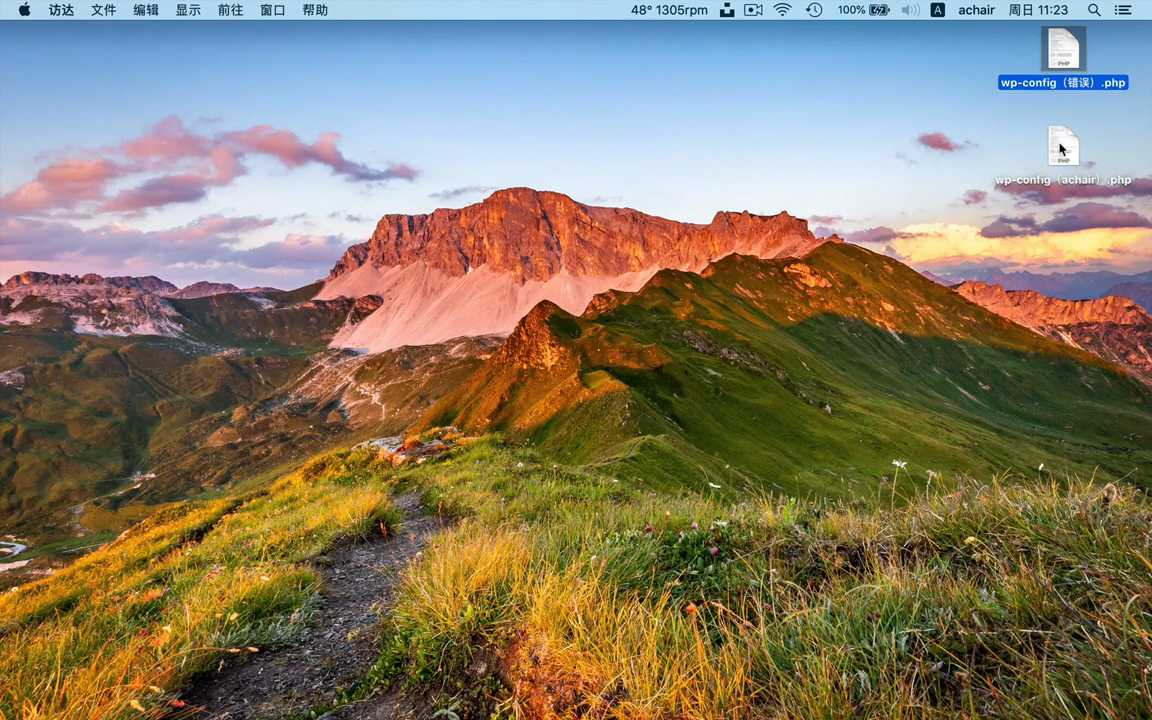 访达 文件 编辑 显示 前往 窗口 帮助 48° 1305rpm 100% A achair 周日 11:23
PHP
wp-config（错误）.php
PHP
wp-config（achair）.php